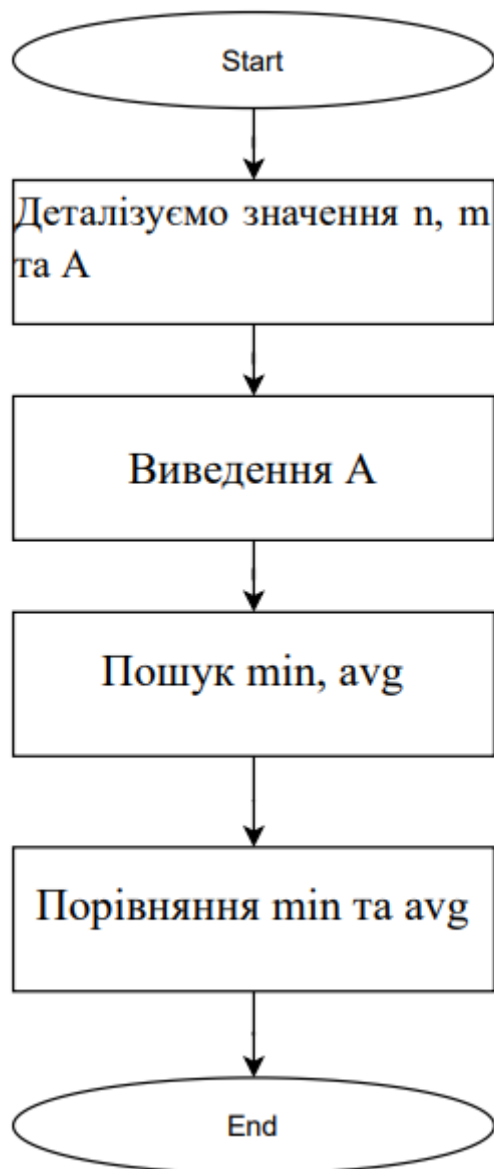 Start
Деталізуємо значення n, m
та А
Виведення А
Пошук min, avg
Порівняння min та avg
End